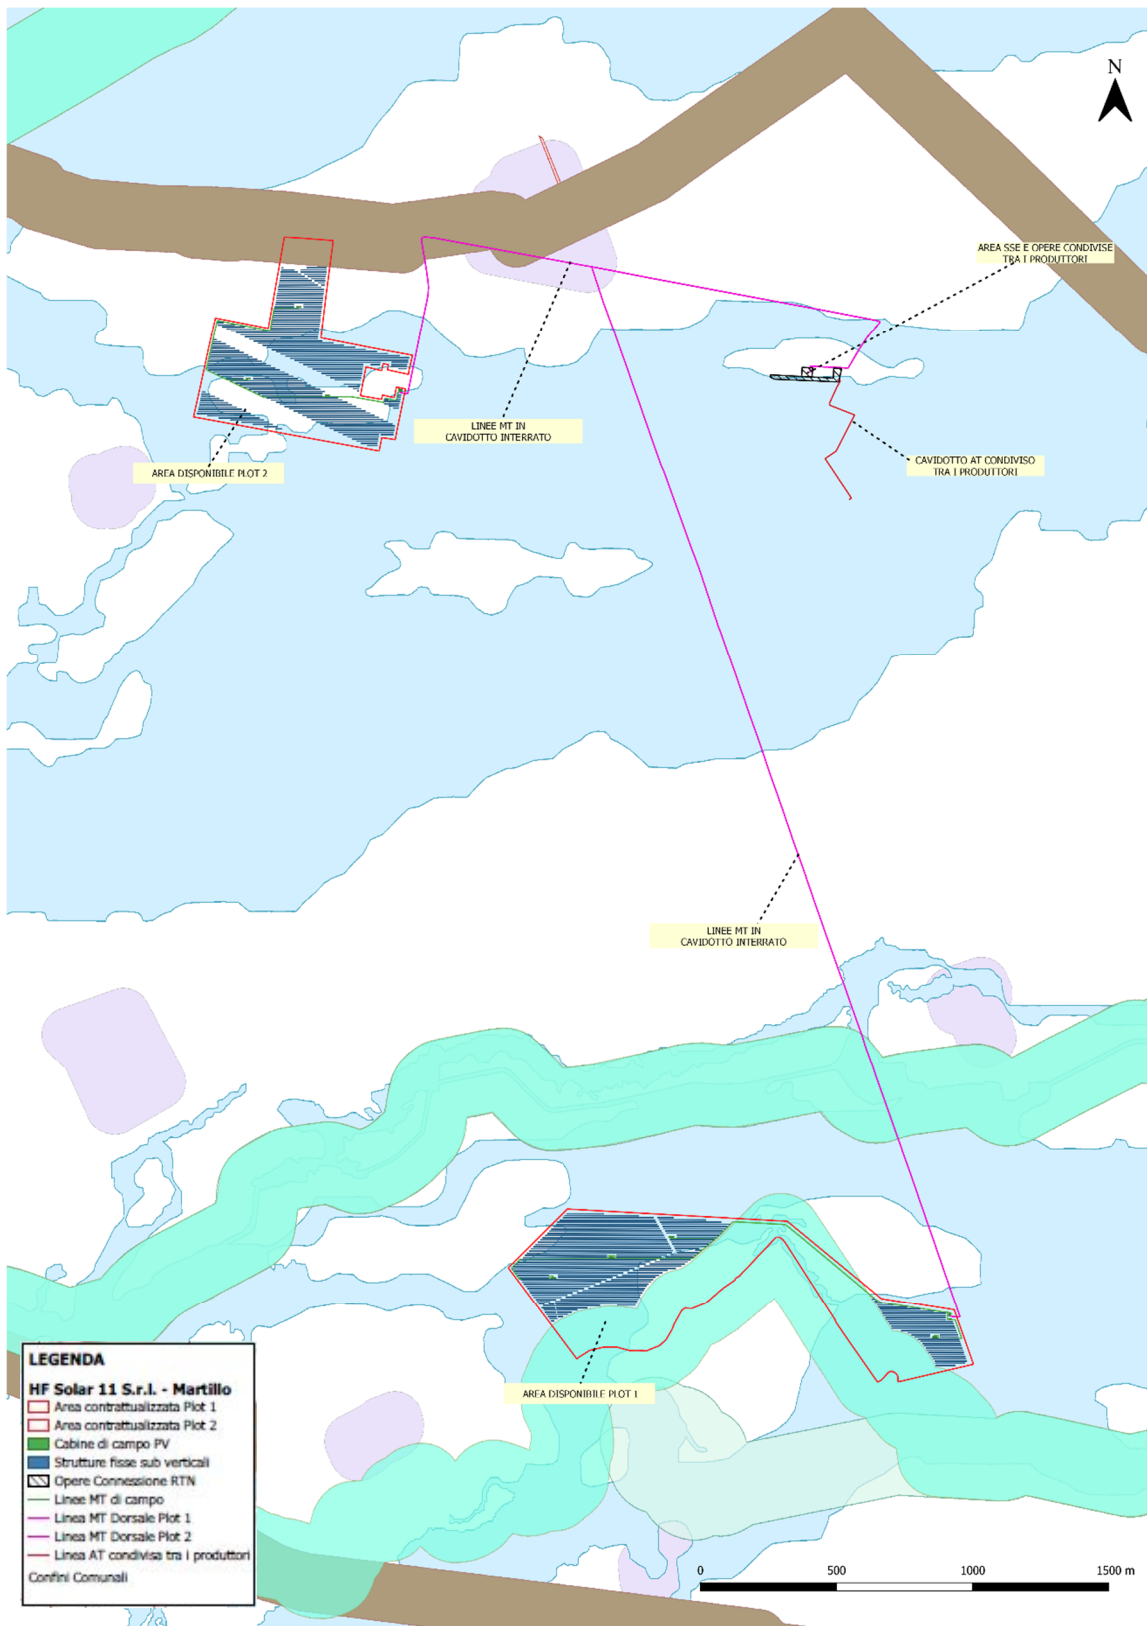 N
AREA SSE E OPERE CONDIVISE
TRA I PRODUTTORI
LINEE MT IN
CAVIDOTTO INTERRATO
AREA DISPONIBILE PLOT 2
CAVIDOTTO AT CONDIVISO
TRA I PRODUTTORI
LINEE MT IN
CAVIDOTTO INTERRATO
AREA DISPONIBILE PLOT 1
LEGENDA
HF Solar 11 S.r.l. - Martillo
Area contrattualizzata Plot 1
Area contrattualizzata Plot 2
Cabine di campo PV
Strutture fisse sub verticali
Opere Connessione RTN
Linee MT di campo
Linea MT Dorsale Plot 1
Linea MT Dorsale Plot 2
Linea AT condivisa tra i produttori
Confini Comunali
0 500 1000 1500 m